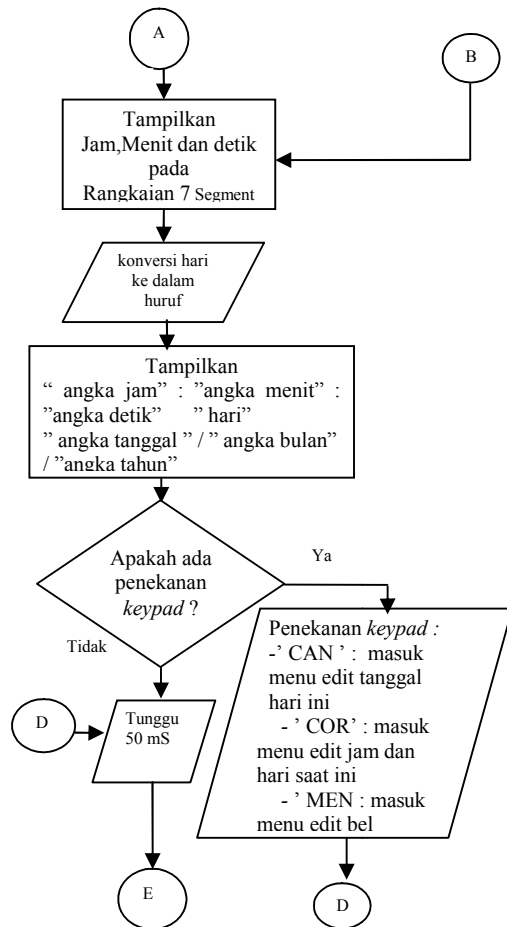 A
B
Tampilkan
Jam,Menit dan detik
pada
Rangkaian 7 Segment
konversi hari
ke dalam
huruf
Tampilkan
“ angka jam” : ”angka menit” :
”angka detik” ” hari”
” angka tanggal ” / ” angka bulan”
/ ”angka tahun”
Apakah ada
penekanan
keypad ?
Ya
Tidak
Penekanan keypad :
-’ CAN ’ : masuk
menu edit tanggal
hari ini
- ’ COR’ : masuk
menu edit jam dan
hari saat ini
- ’ MEN : masuk
menu edit bel
D
Tunggu
50 mS
E
D